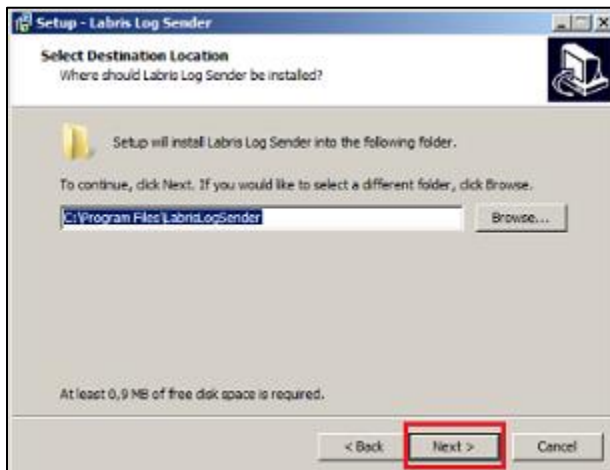 Setup - Labris Log Sender
Select Destination Location
Where should Labris Log Sender be installed?
Setup will install Labris Log Sender into the following folder.
To continue, click Next. If you would like to select a different folder, click Browse.
C:\Program Files\LabrisLogSender
Browse...
At least 0,9 MB of free disk space is required.
< Back
Next >
Cancel